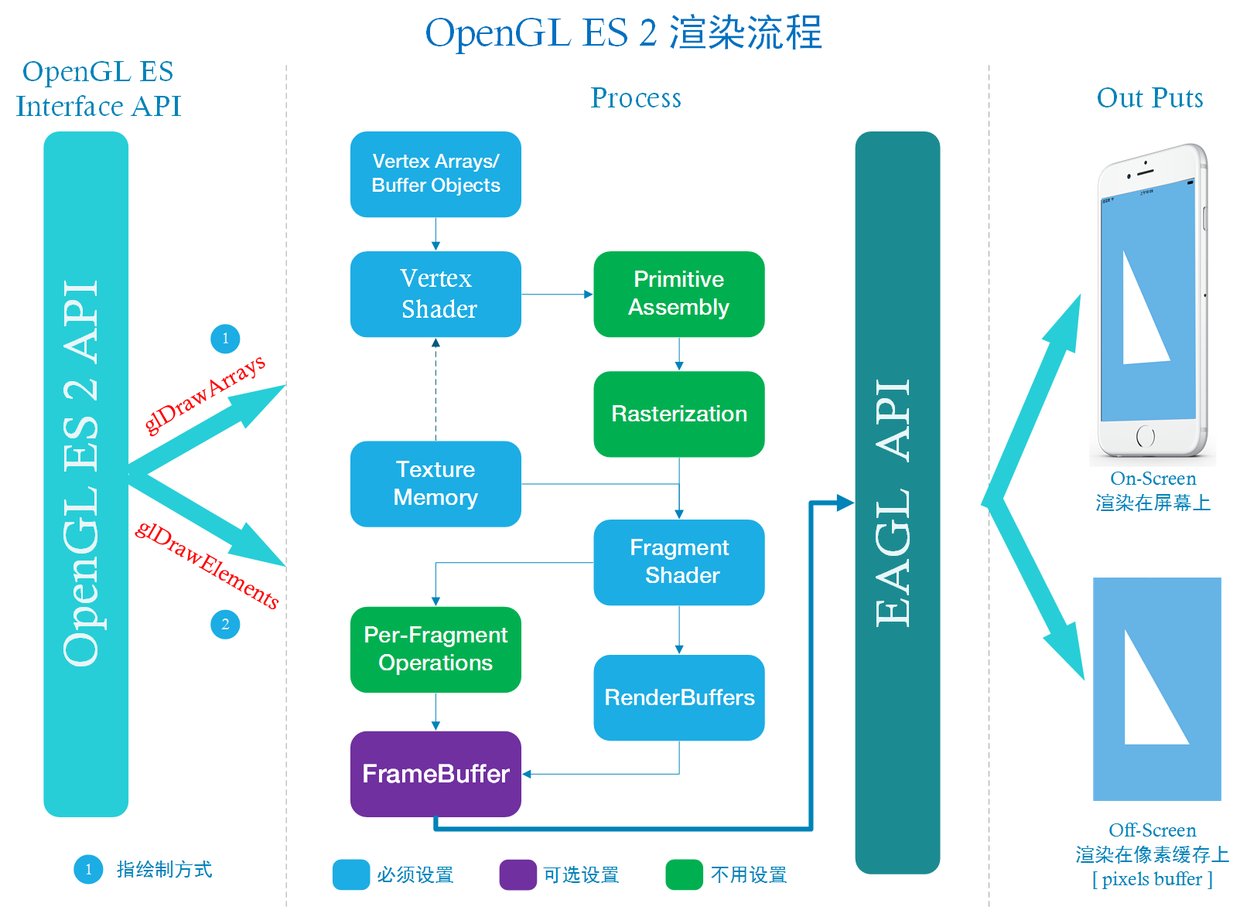 OpenGL ES 2 渲染流程
OpenGL ES
Interface API
Process
Out Puts
OpenGL ES 2 API
1
glDrawArrays
glDrawElements
2
Vertex Arrays/
Buffer Objects
Vertex
Shader
Primitive
Assembly
Rasterization
Texture
Memory
Fragment
Shader
Per-Fragment
Operations
RenderBuffers
FrameBuffer
EAGL API
On-Screen
渲染在屏幕上
Off-Screen
渲染在像素缓存上
[ pixels buffer ]
1 指绘制方式
必须设置
可选设置
不用设置